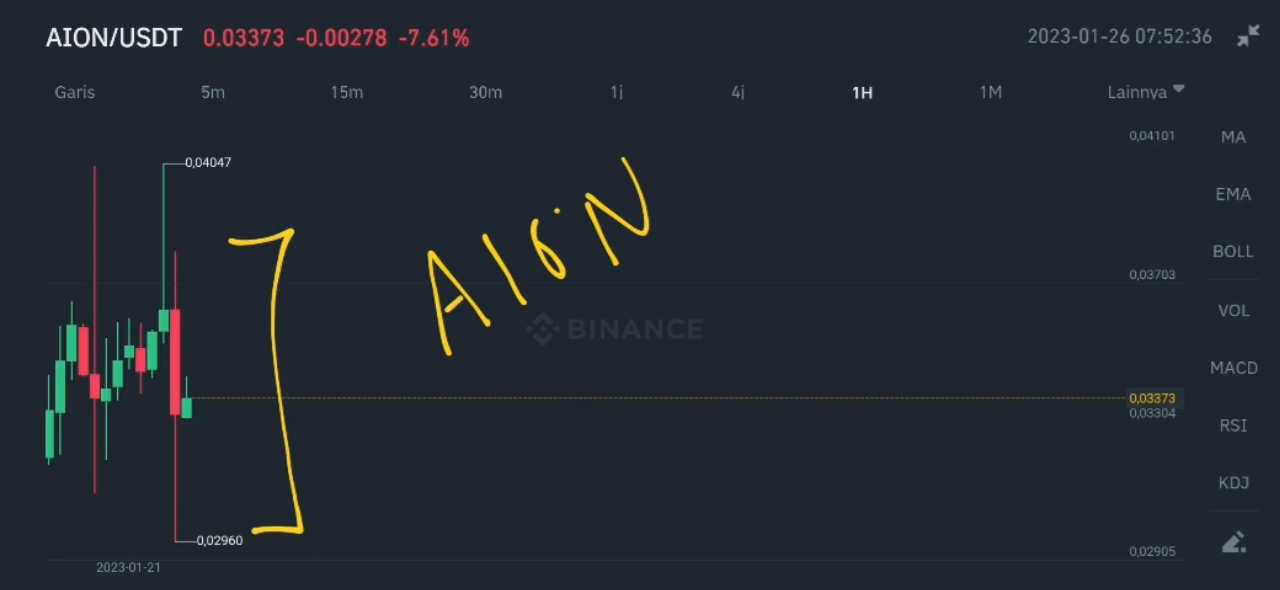 AION/USDT 0.03373 -0.00278 -7.61% 2023-01-26 07:52:36
Garis 5m 15m 30m 1j 4j 1H 1M Lainnya
0,04101
MA
0,04047
AION
EMA
BOLL
0,03703
VOL
BINANCE
MACD
0,03373
0,03304
RSI
KDJ
0,02960
0,02905
2023-01-21